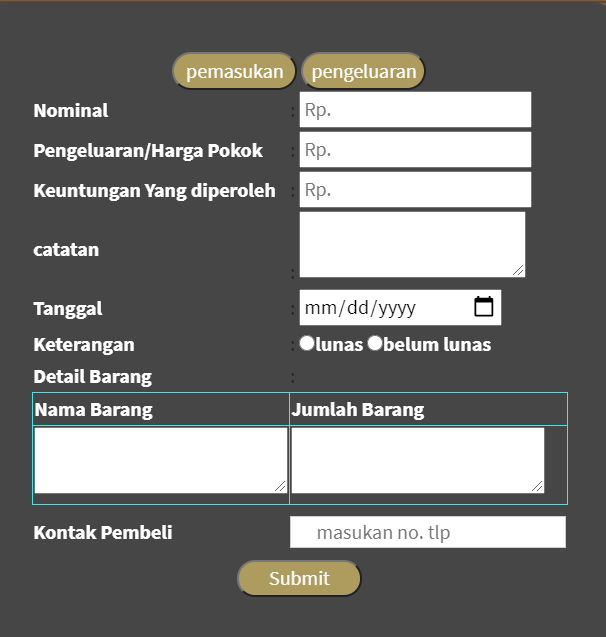 pemasukan pengeluaran
Nominal : Rp.
Pengeluaran/Harga Pokok : Rp.
Keuntungan Yang diperoleh : Rp.
catatan :
Tanggal : mm/dd/yyyy
Keterangan : lunas belum lunas
Detail Barang :
Nama Barang Jumlah Barang
Kontak Pembeli masukan no. tlp
Submit